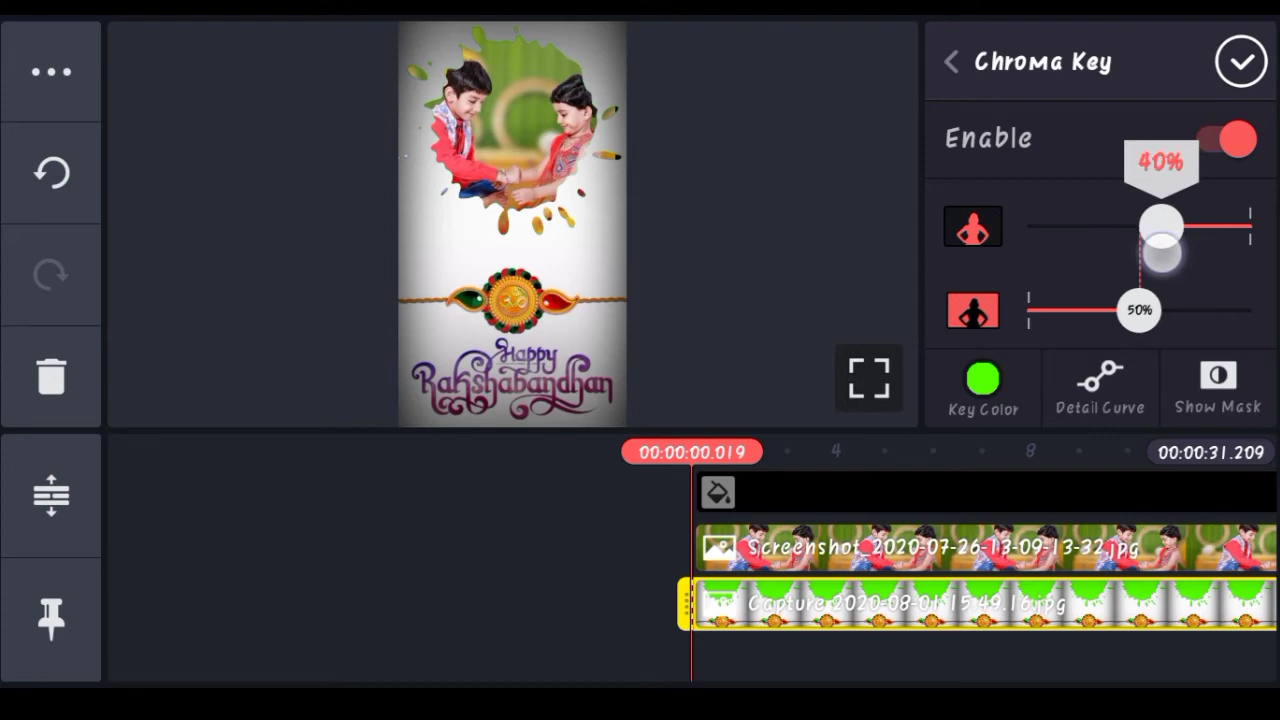 Chroma Key
Enable
40%
50%
Key Color
Detail Curve
Show Mask
Happy
Rakshabandhan
00:00:00.019
4
8
00:00:31.209
Screenshot_2020-07-26-13-09-13-32.jpg
Capture 2020-08-01 15.49.16.jpg